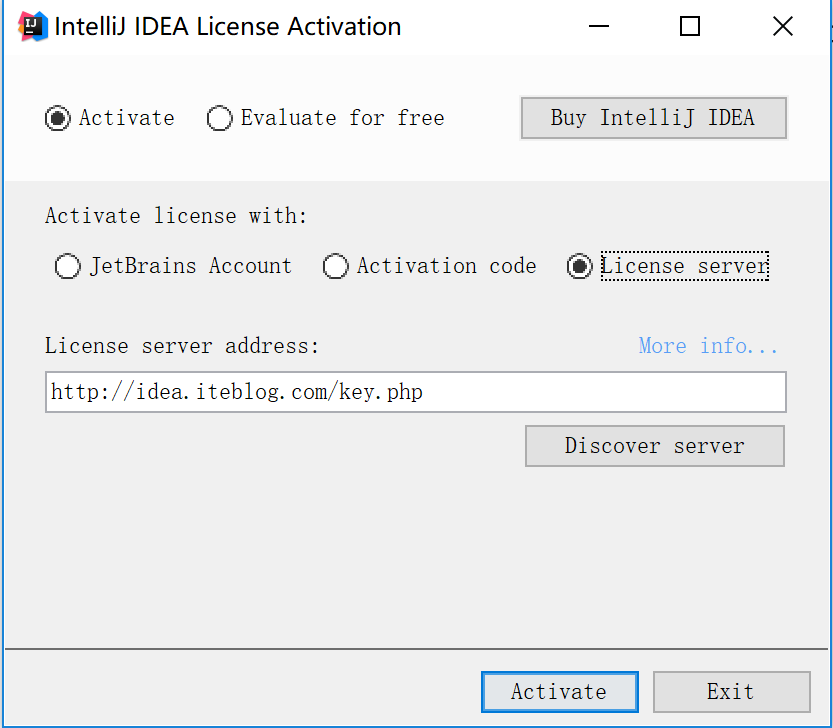 IntelliJ IDEA License Activation
Activate Evaluate for free Buy IntelliJ IDEA
Activate license with:
JetBrains Account Activation code License server
License server address: More info...
http://idea.iteblog.com/key.php
Discover server
Activate Exit